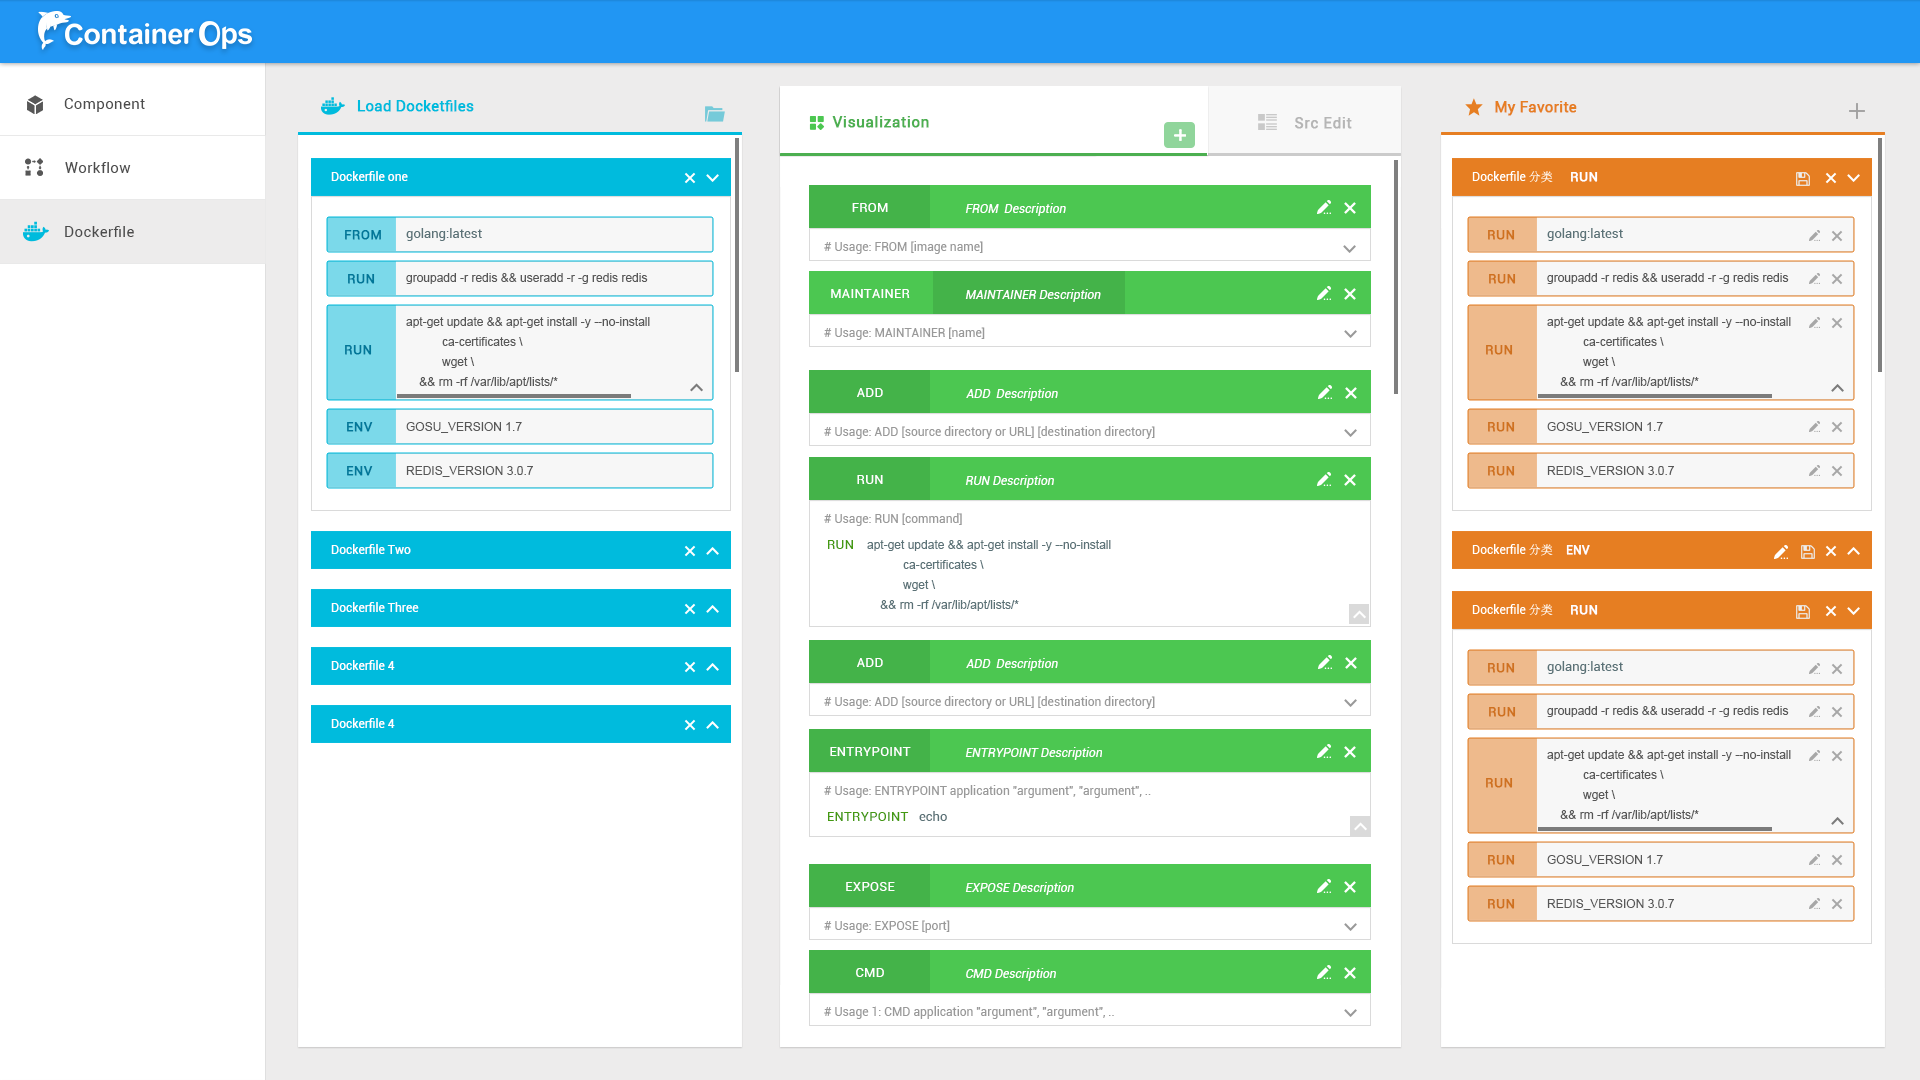 Container Ops
Component
Workflow
Dockerfile
Load Docketfiles
Dockerfile one
FROM golang:latest
RUN groupadd -r redis && useradd -r -g redis redis
RUN apt-get update && apt-get install -y --no-install
ca-certificates \
wget \
&& rm -rf /var/lib/apt/lists/*
ENV GOSU_VERSION 1.7
ENV REDIS_VERSION 3.0.7
Dockerfile Two
Dockerfile Three
Dockerfile 4
Dockerfile 4
Visualization
Src Edit
FROM FROM Description
# Usage: FROM [image name]
MAINTAINER MAINTAINER Description
# Usage: MAINTAINER [name]
ADD ADD Description
# Usage: ADD [source directory or URL] [destination directory]
RUN RUN Description
# Usage: RUN [command]
RUN apt-get update && apt-get install -y --no-install
ca-certificates \
wget \
&& rm -rf /var/lib/apt/lists/*
ADD ADD Description
# Usage: ADD [source directory or URL] [destination directory]
ENTRYPOINT ENTRYPOINT Description
# Usage: ENTRYPOINT application "argument", "argument", ..
ENTRYPOINT echo
EXPOSE EXPOSE Description
# Usage: EXPOSE [port]
CMD CMD Description
# Usage 1: CMD application "argument", "argument", ..
My Favorite
Dockerfile 分类 RUN
RUN golang:latest
RUN groupadd -r redis && useradd -r -g redis redis
RUN apt-get update && apt-get install -y --no-install
ca-certificates \
wget \
&& rm -rf /var/lib/apt/lists/*
RUN GOSU_VERSION 1.7
RUN REDIS_VERSION 3.0.7
Dockerfile 分类 ENV
Dockerfile 分类 RUN
RUN golang:latest
RUN groupadd -r redis && useradd -r -g redis redis
RUN apt-get update && apt-get install -y --no-install
ca-certificates \
wget \
&& rm -rf /var/lib/apt/lists/*
RUN GOSU_VERSION 1.7
RUN REDIS_VERSION 3.0.7